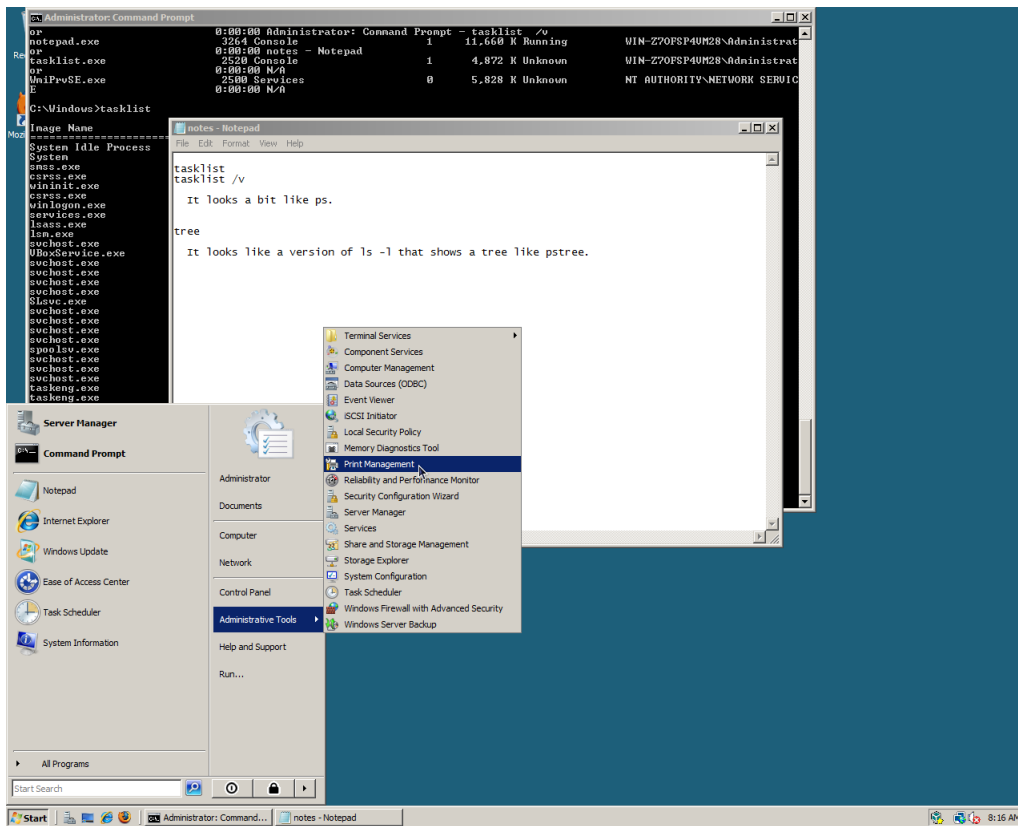 Administrator: Command Prompt
or 0:00:00 Administrator: Command Prompt - tasklist /v
notepad.exe 3264 Console 1 11,660 K Running WIN-Z7OFSP4UM28\Administrat
or 0:00:00 notes - Notepad
tasklist.exe 2520 Console 1 4,872 K Unknown WIN-Z7OFSP4UM28\Administrat
or 0:00:00 N/A
WmiPrvSE.exe 2500 Services 0 5,828 K Unknown NT AUTHORITY\NETWORK SERVIC
E 0:00:00 N/A
C:\Windows>tasklist
Image Name
System Idle Process
System
smss.exe
csrss.exe
wininit.exe
csrss.exe
winlogon.exe
services.exe
lsass.exe
lsm.exe
svchost.exe
VBoxService.exe
svchost.exe
svchost.exe
svchost.exe
SLsvc.exe
svchost.exe
svchost.exe
svchost.exe
svchost.exe
spoolsv.exe
svchost.exe
svchost.exe
svchost.exe
taskeng.exe
taskeng.exe
notes - Notepad
File Edit Format View Help
tasklist
tasklist /v
It looks a bit like ps.
tree
It looks like a version of ls -l that shows a tree like pstree.
Terminal Services
Component Services
Computer Management
Data Sources (ODBC)
Event Viewer
iSCSI Initiator
Local Security Policy
Memory Diagnostics Tool
Print Management
Reliability and Performance Monitor
Security Configuration Wizard
Server Manager
Services
Share and Storage Management
Storage Explorer
System Configuration
Task Scheduler
Windows Firewall with Advanced Security
Windows Server Backup
Server Manager
Command Prompt
Notepad
Internet Explorer
Windows Update
Ease of Access Center
Task Scheduler
System Information
All Programs
Start Search
Administrator
Documents
Computer
Network
Control Panel
Administrative Tools
Help and Support
Run...
Start
Administrator: Command...
notes - Notepad
8:16 AM